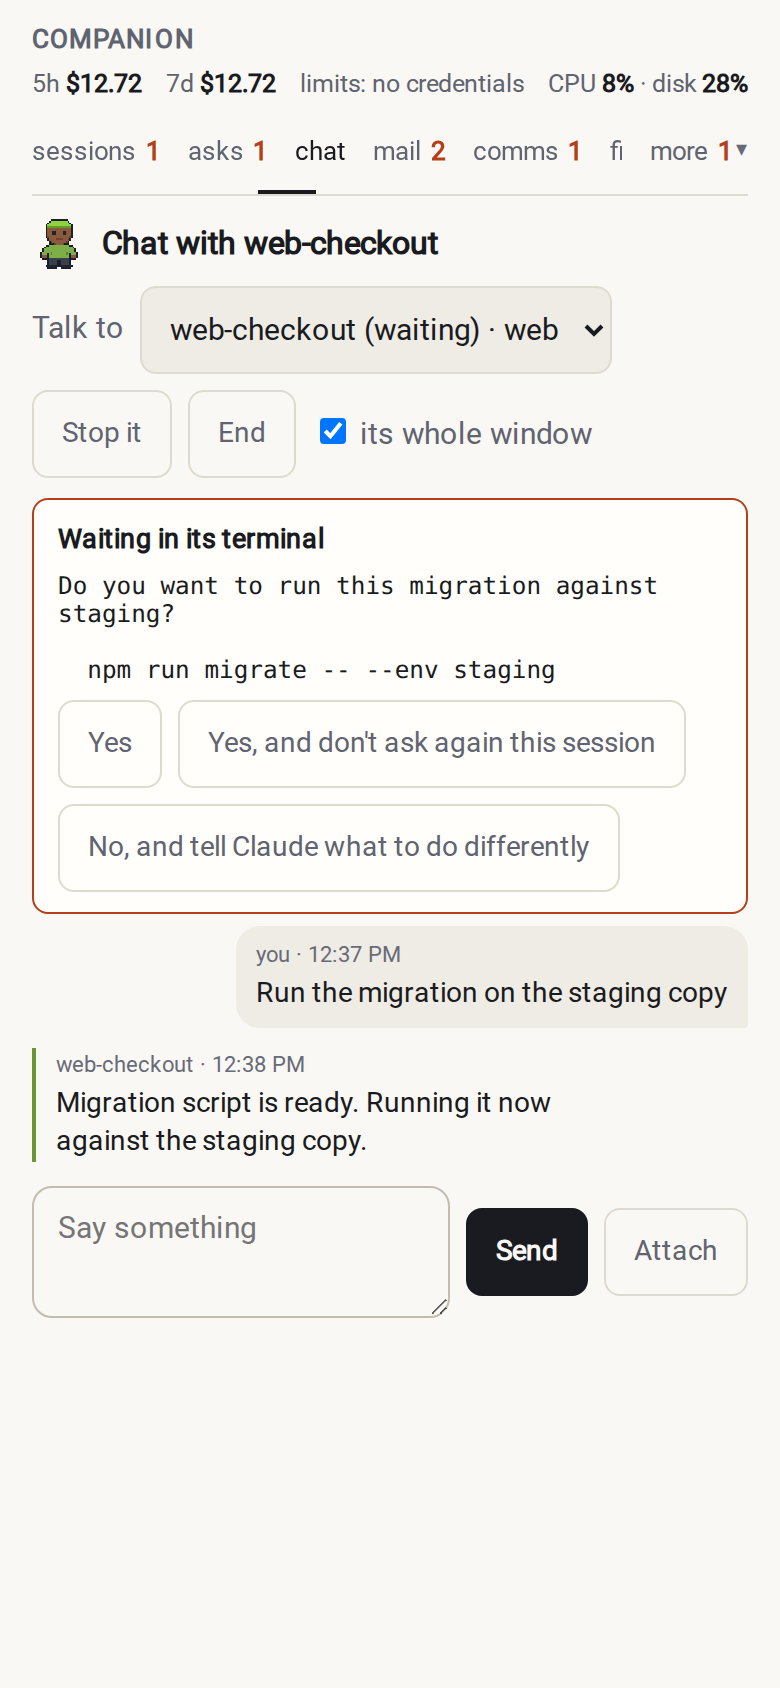 COMPANION
5h $12.72 7d $12.72 limits: no credentials CPU 8% · disk 28%
sessions 1 asks 1 chat mail 2 comms 1 fi more 1 ▾
Chat with web-checkout
Talk to web-checkout (waiting) · web
Stop it End its whole window
Waiting in its terminal
Do you want to run this migration against
staging?
npm run migrate -- --env staging
Yes Yes, and don't ask again this session
No, and tell Claude what to do differently
you · 12:37 PM
Run the migration on the staging copy
web-checkout · 12:38 PM
Migration script is ready. Running it now
against the staging copy.
Say something Send Attach